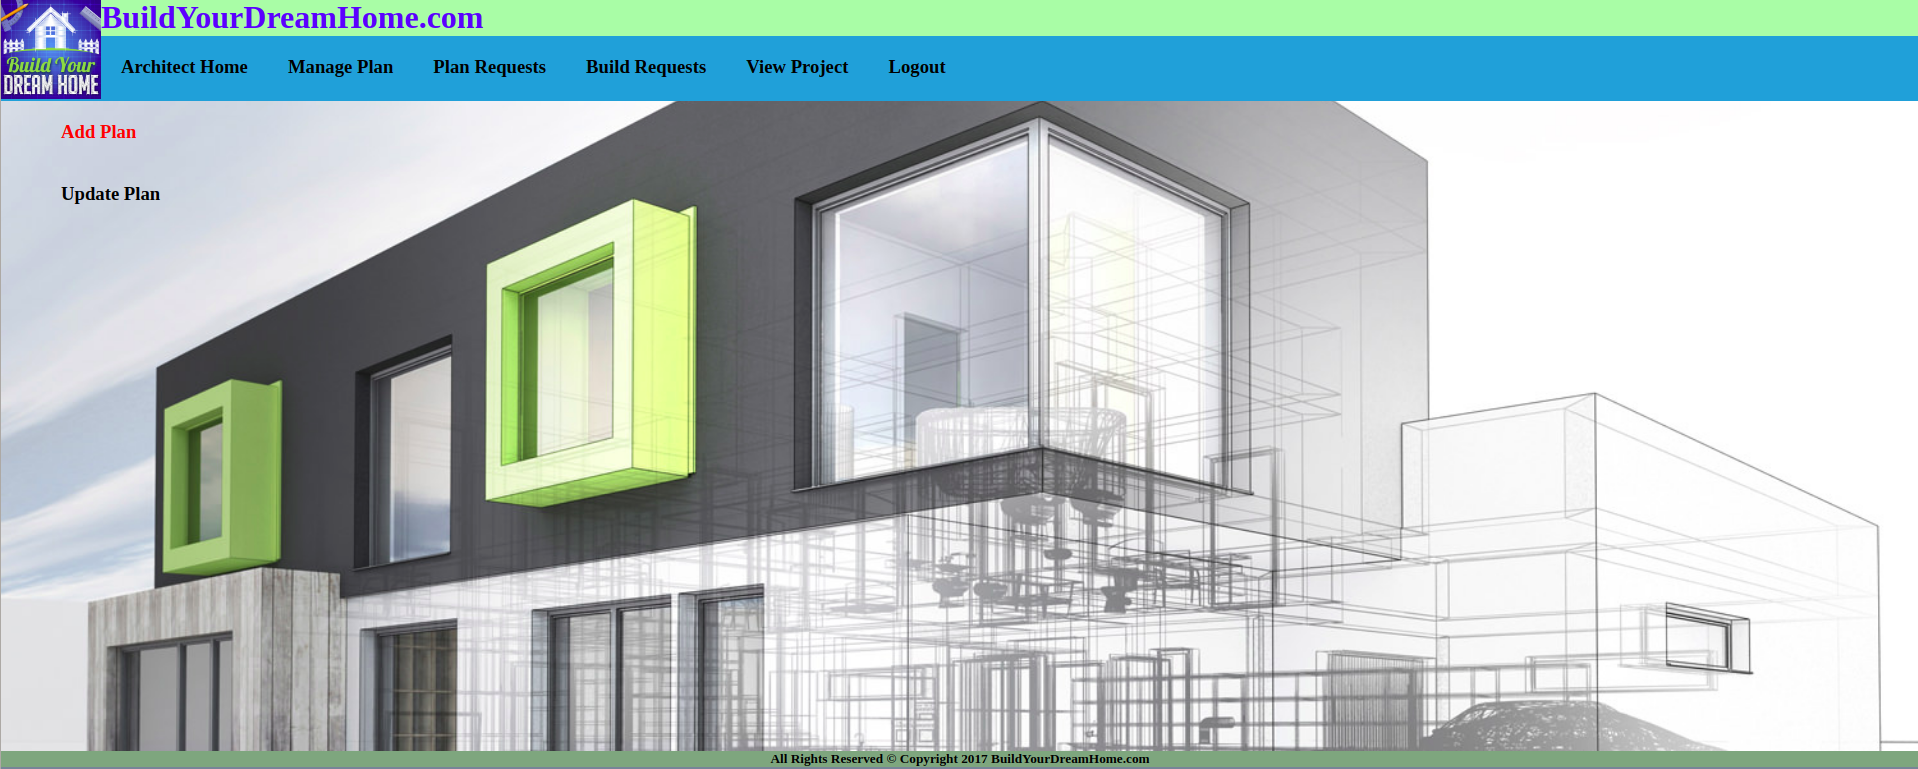 BuildYourDreamHome.com
Build Your
DREAM HOME
Architect Home Manage Plan Plan Requests Build Requests View Project Logout
Add Plan
Update Plan
All Rights Reserved © Copyright 2017 BuildYourDreamHome.com